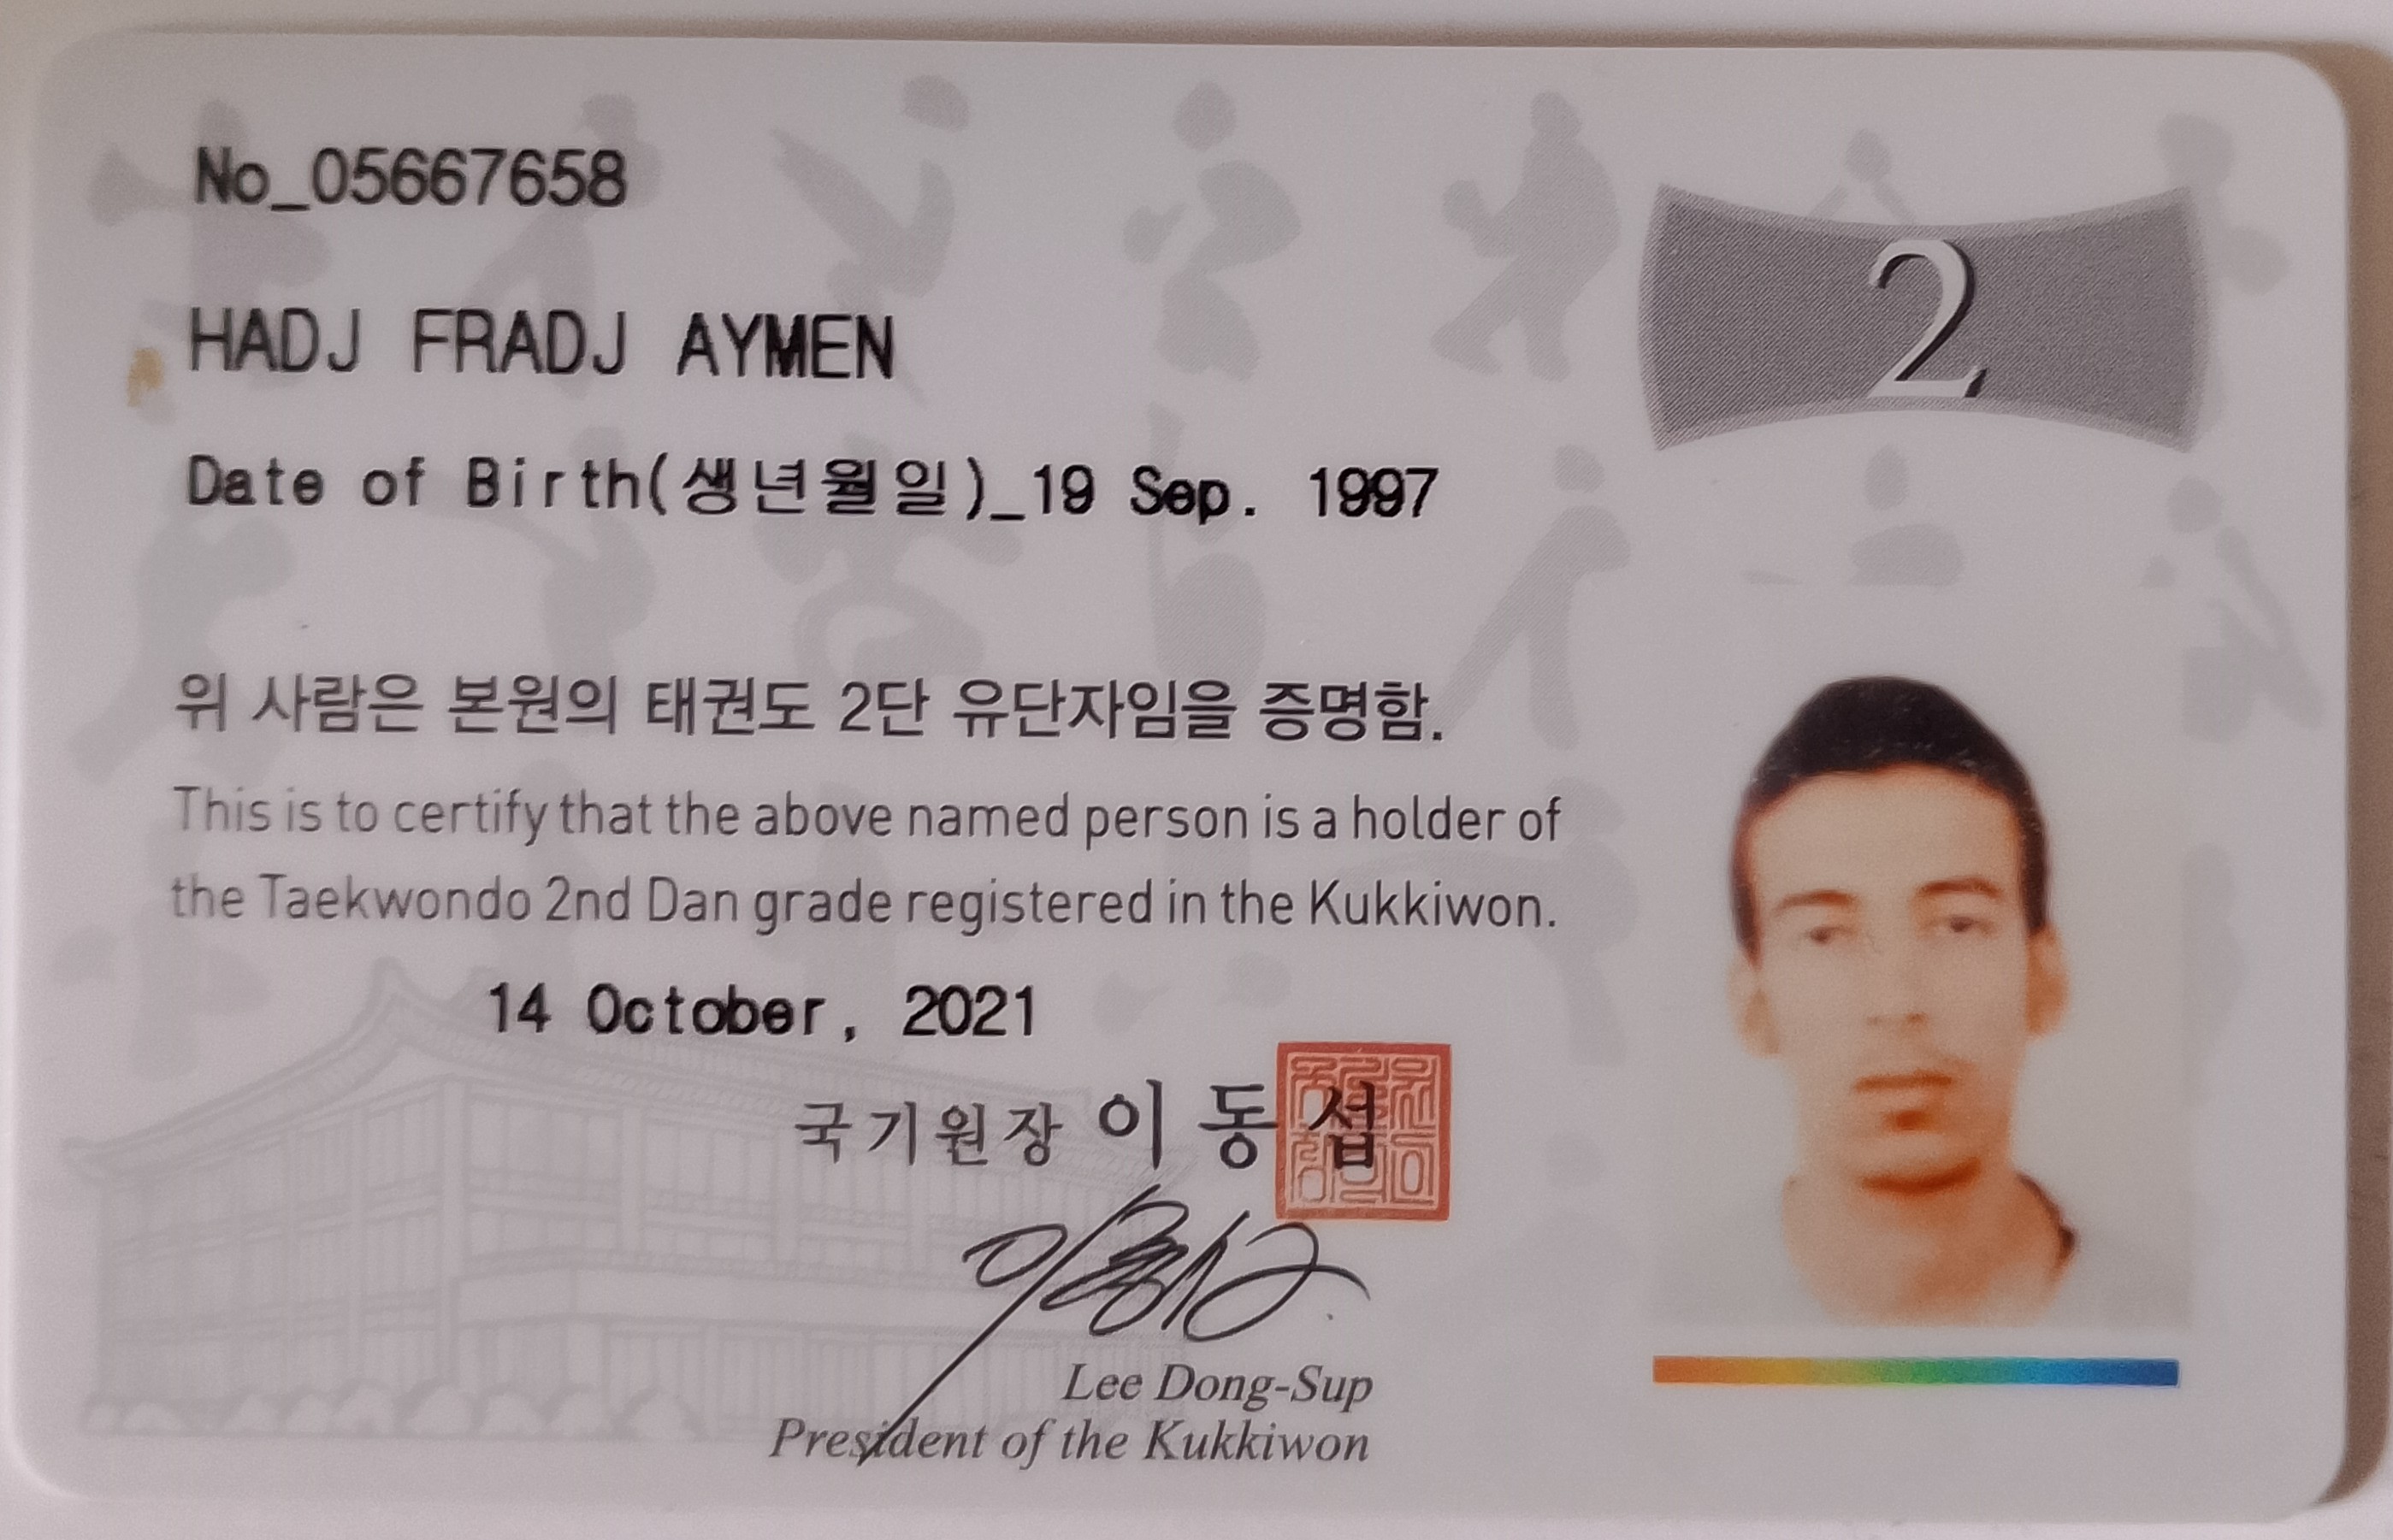 No_05667658
2
HADJ FRADJ AYMEN
Date of Birth(생년월일)_19 Sep. 1997
위 사람은 본원의 태권도 2단 유단자임을 증명함.
This is to certify that the above named person is a holder of
the Taekwondo 2nd Dan grade registered in the Kukkiwon.
14 October, 2021
국기원장 이동섭
Lee Dong-Sup
President of the Kukkiwon